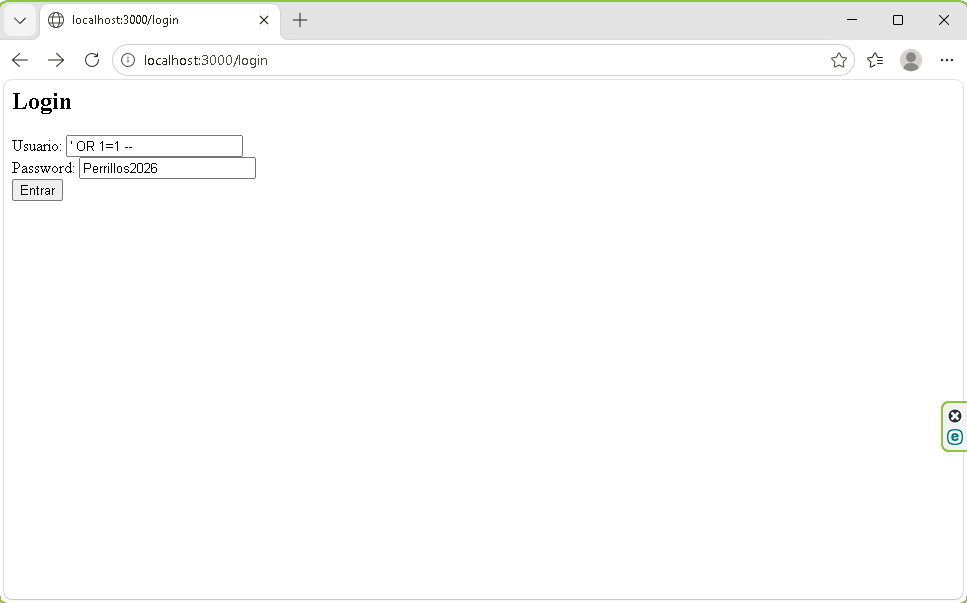 localhost:3000/login
localhost:3000/login
Login
Usuario: ' OR 1=1 --
Password: Perrillos2026
Entrar
e